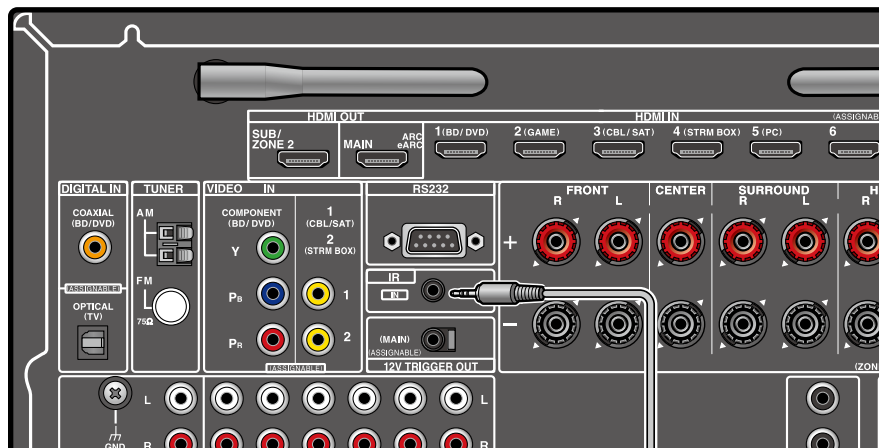 HDMI OUT
HDMI IN
(ASSIGNAB
SUB/
ZONE 2
MAIN
ARC
eARC
1 (BD/DVD)
2 (GAME)
3 (CBL/SAT)
4 (STRM BOX)
5 (PC)
6
DIGITAL IN
TUNER
VIDEO IN
RS232
FRONT
R L
CENTER
SURROUND
R L
H
R
COAXIAL
(BD/DVD)
AM
COMPONENT
(BD/DVD)
1
(CBL/SAT)
2
(STRM BOX)
Y
+
IR
IN
(ASSIGNABLE)
FM
OPTICAL
(TV)
75Ω
PB
1
PR
2
(ASSIGNABLE)
(MAIN)
(ASSIGNABLE)
12V TRIGGER OUT
–
(ZON
L
L
GND
R
R